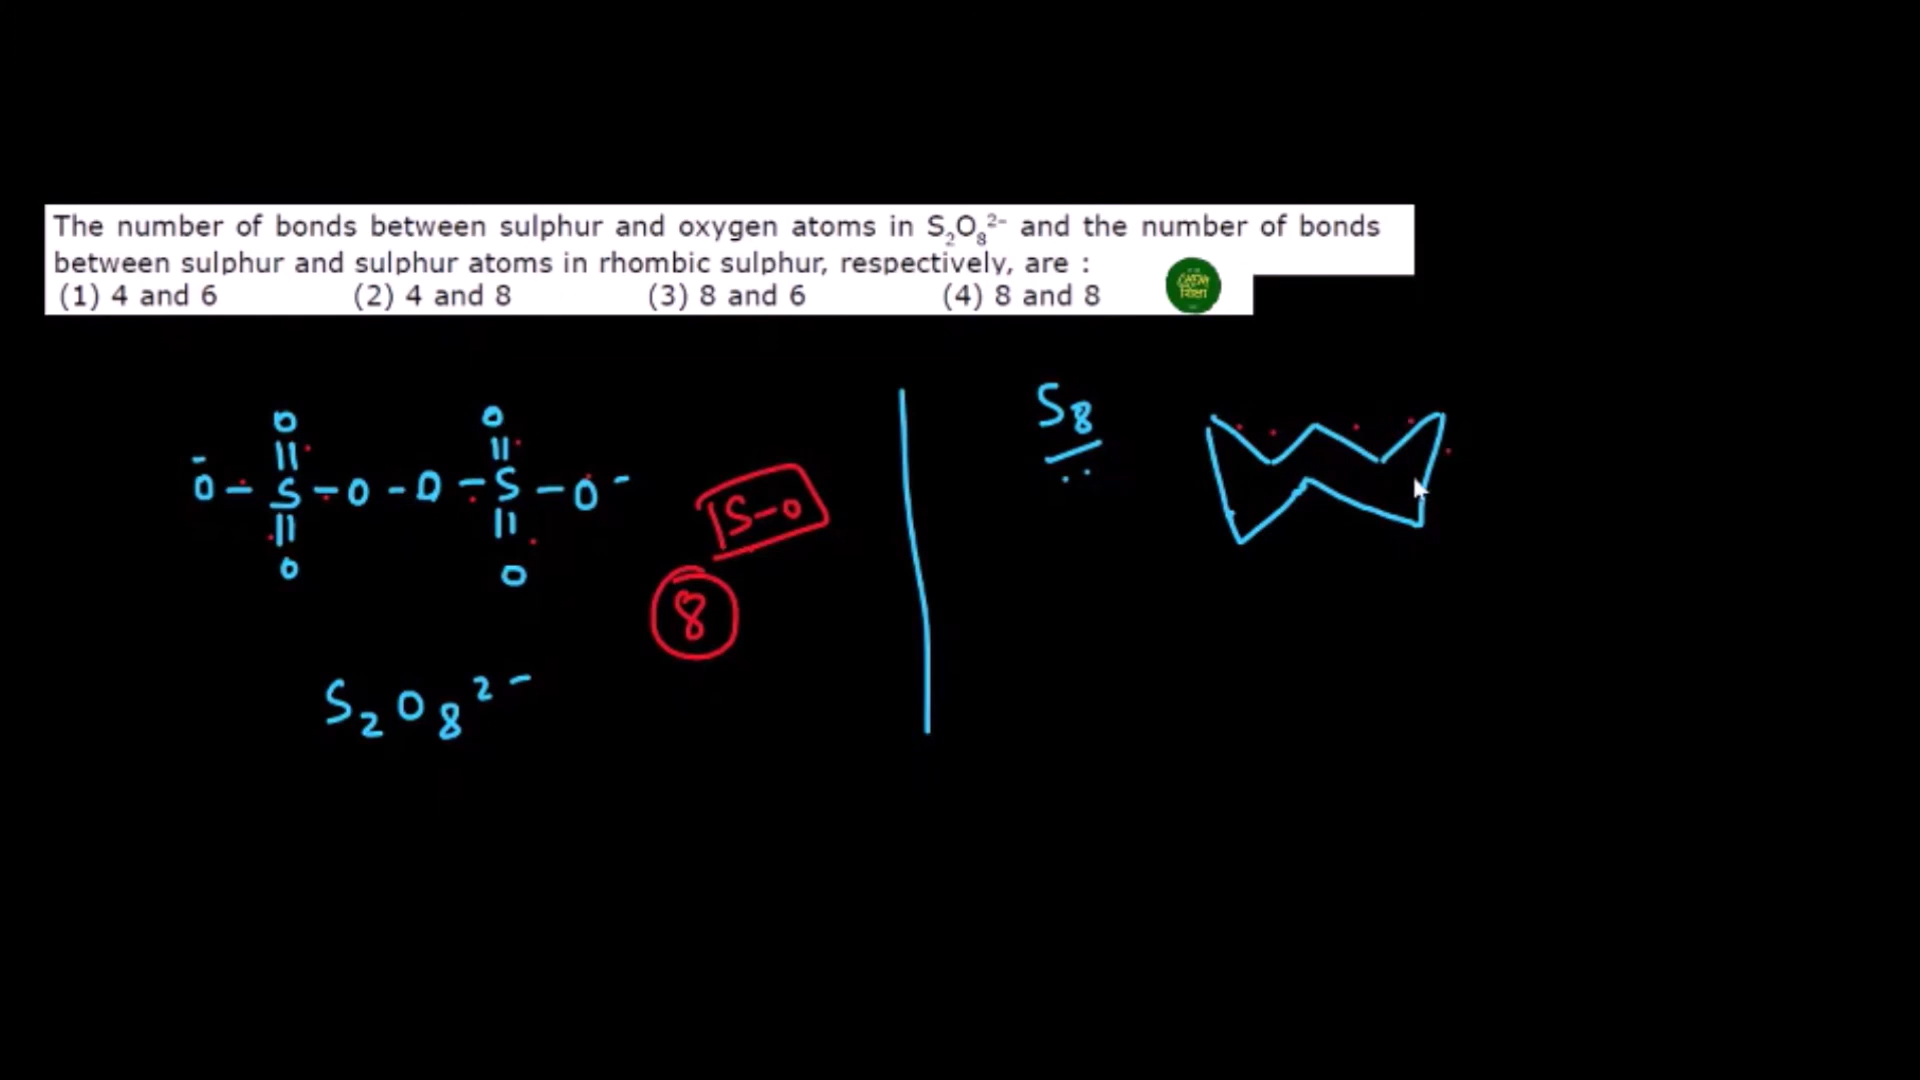 The number of bonds between sulphur and oxygen atoms in S₂O₈²⁻ and the number of bonds
between sulphur and sulphur atoms in rhombic sulphur, respectively, are :
(1) 4 and 6 (2) 4 and 8 (3) 8 and 6 (4) 8 and 8
CHEM शिक्षा
O O
|| ||
⁻O - S - O - O - S - O⁻
|| ||
O O
S-O
8
S₂O₈²⁻
S₈